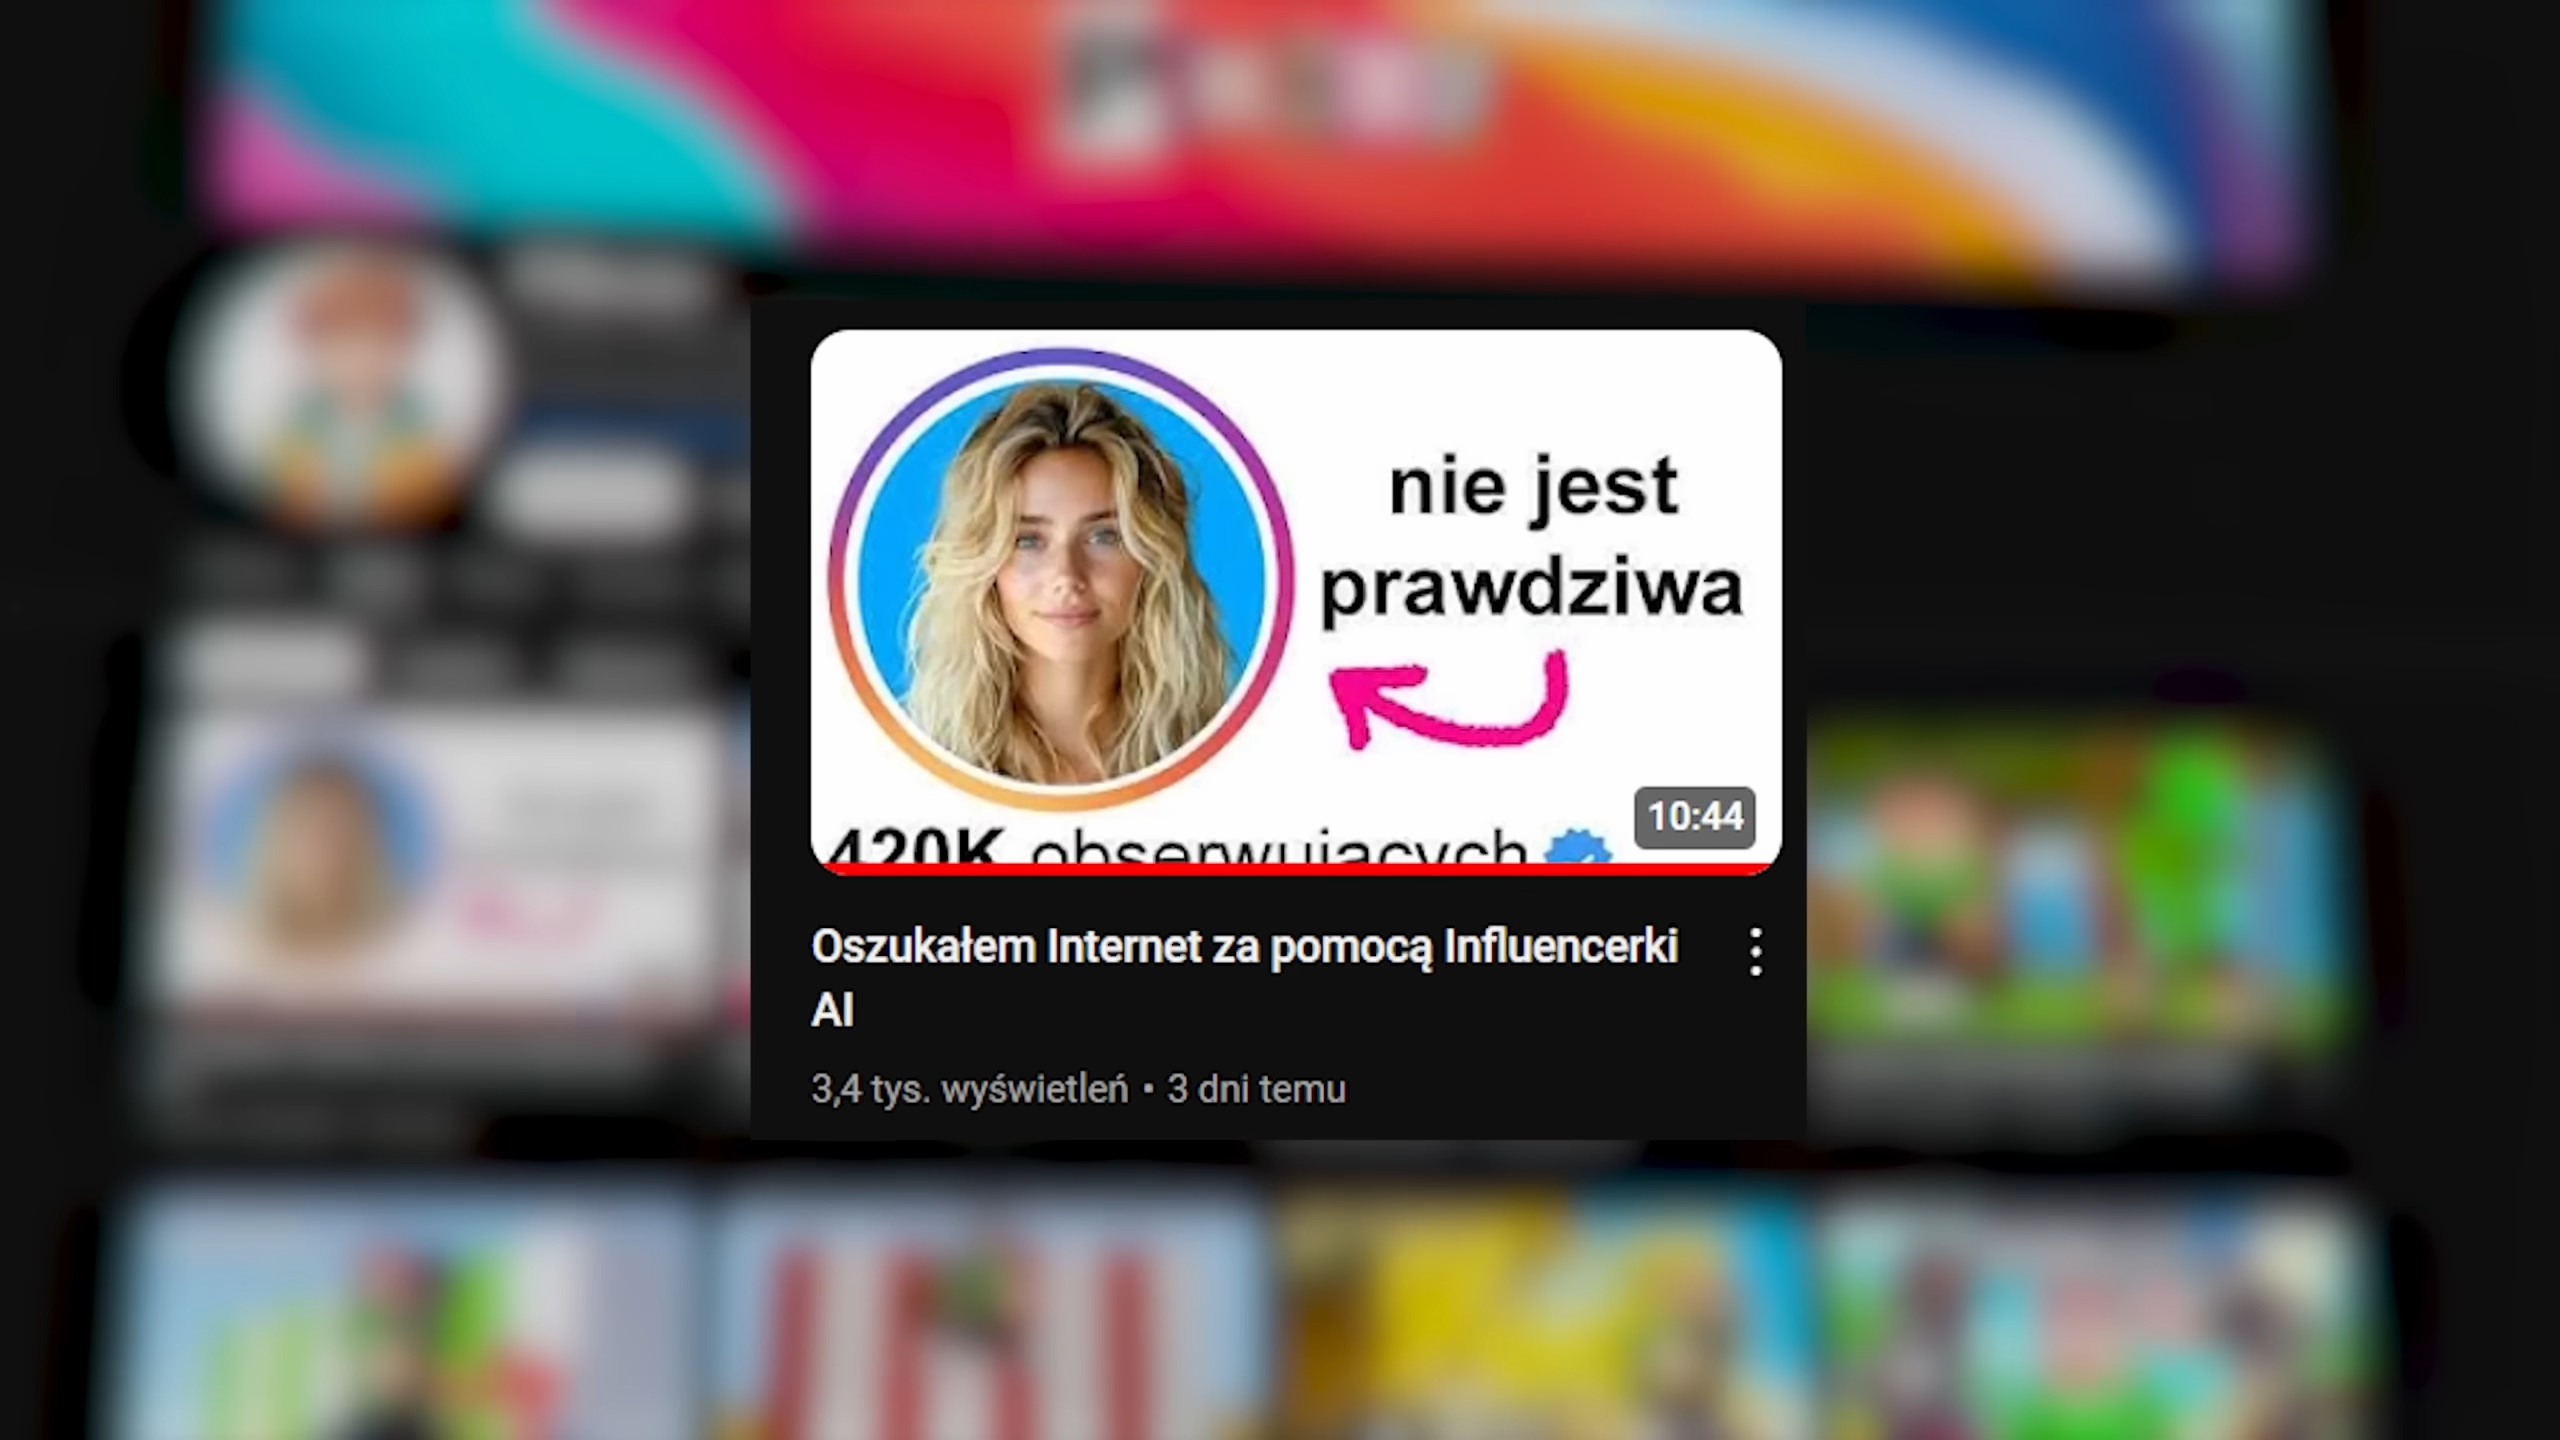 nie jest
prawdziwa
420K obserwujących
10:44
Oszukałem Internet za pomocą Influencerki
AI
3,4 tys. wyświetleń • 3 dni temu